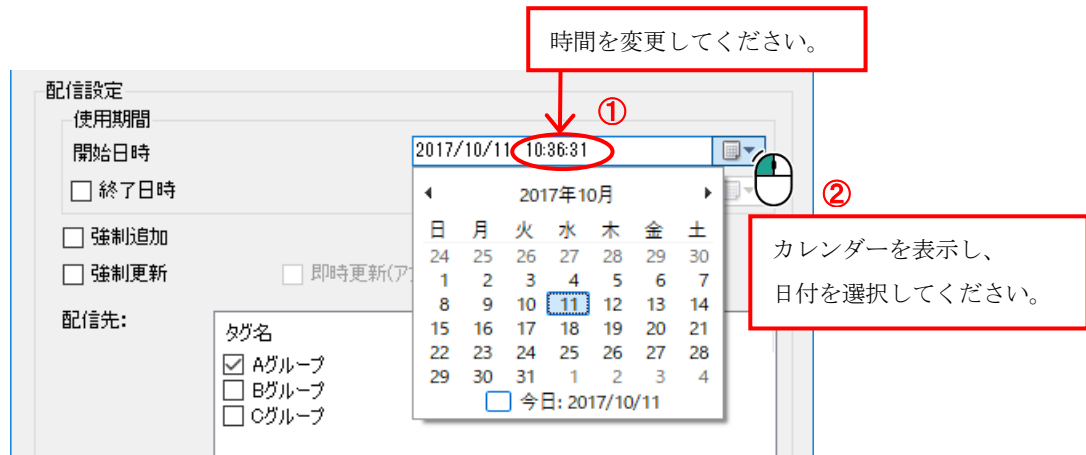 時間を変更してください。
配信設定
使用期間
開始日時
2017/10/11 10:36:31
①
終了日時
②
カレンダーを表示し、
日付を選択してください。
2017年10月
日 月 火 水 木 金 土
24 25 26 27 28 29 30
1 2 3 4 5 6 7
8 9 10 11 12 13 14
15 16 17 18 19 20 21
22 23 24 25 26 27 28
29 30 31 1 2 3 4
今日: 2017/10/11
強制追加
強制更新
即時更新(ア
配信先:
タグ名
Aグループ
Bグループ
Cグループ